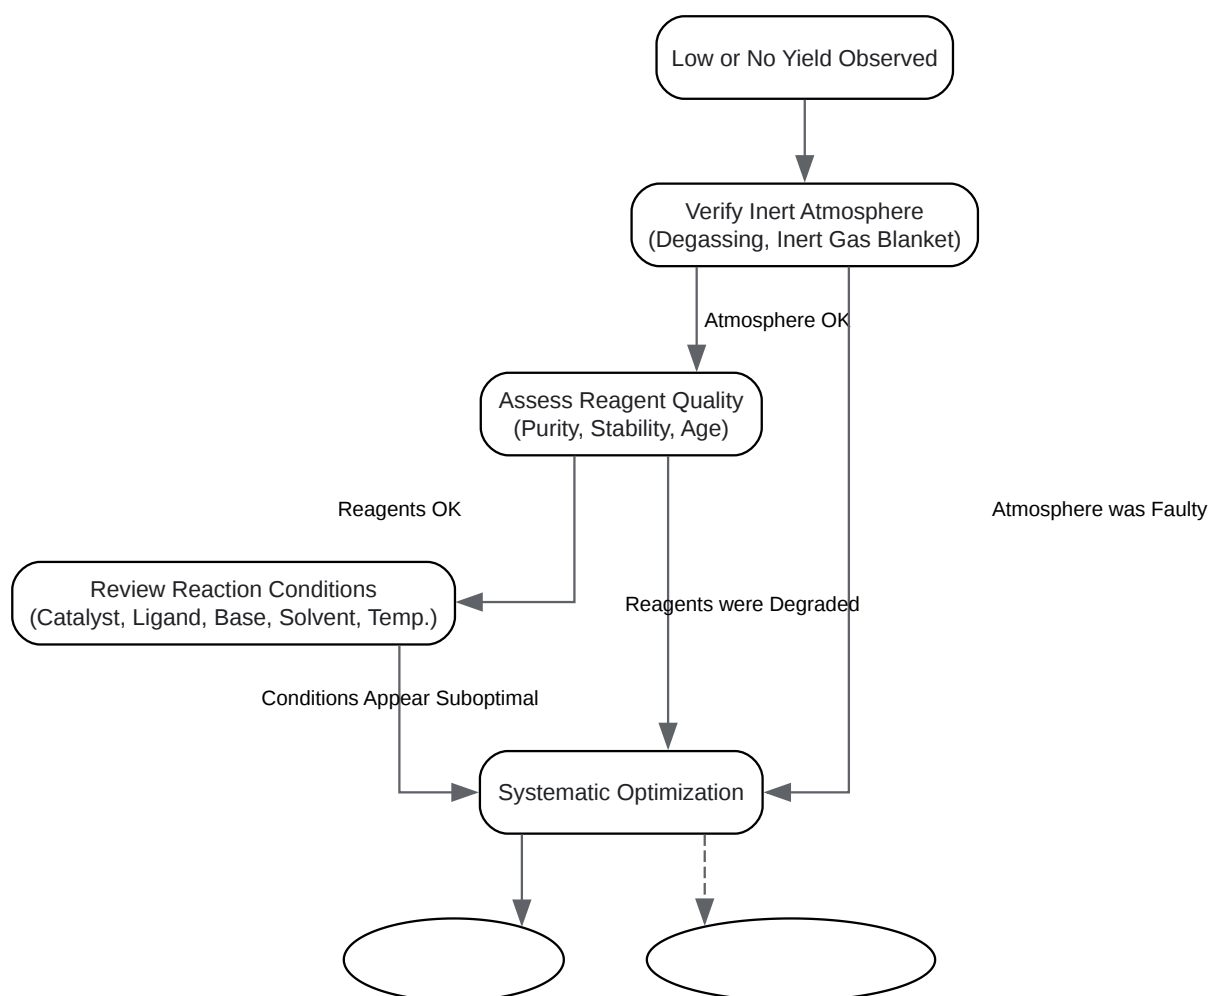 Low or No Yield Observed
Verify Inert Atmosphere
(Degassing, Inert Gas Blanket)
Atmosphere OK
Assess Reagent Quality
(Purity, Stability, Age)
Reagents OK
Atmosphere was Faulty
Review Reaction Conditions
(Catalyst, Ligand, Base, Solvent, Temp.)
Reagents were Degraded
Conditions Appear Suboptimal
Systematic Optimization